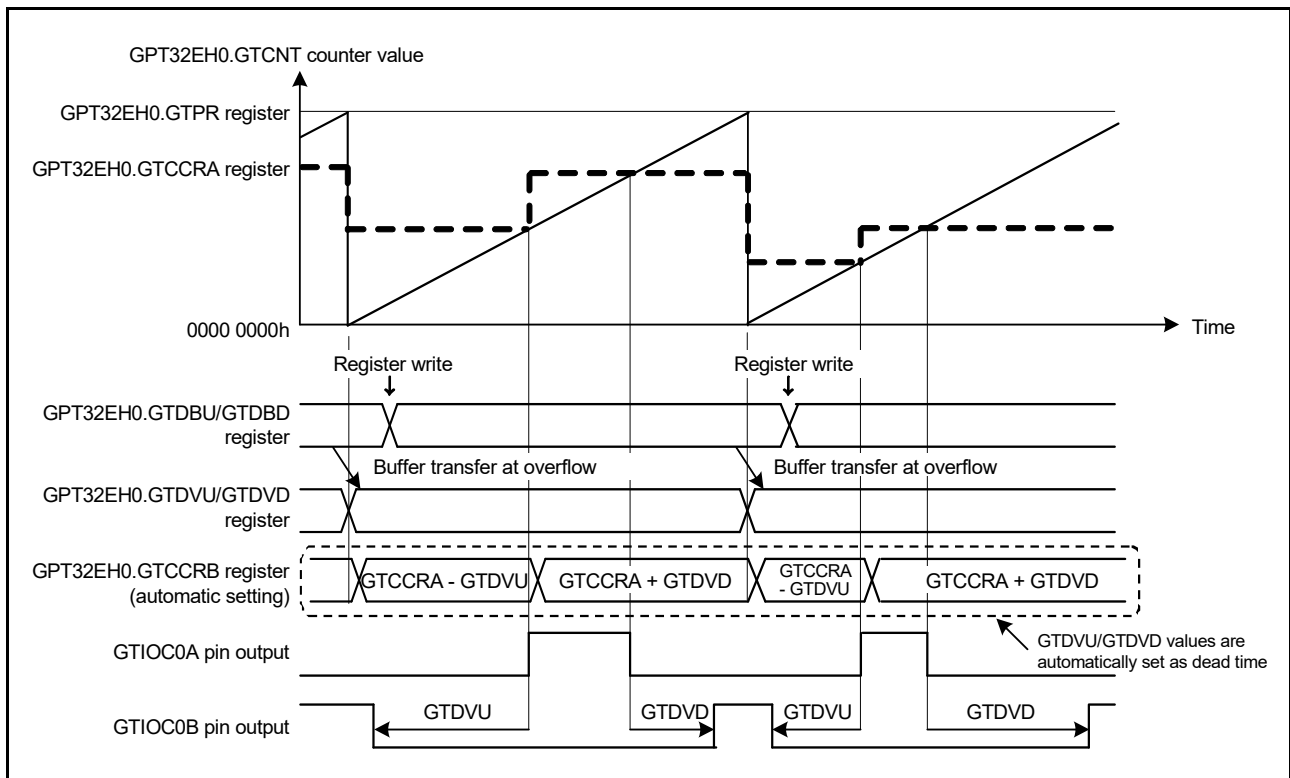 GPT32EH0.GTCNT counter value
GPT32EH0.GTPR register
GPT32EH0.GTCCRA register
0000 0000h
Time
Register write
Register write
GPT32EH0.GTDBU/GTDBD
register
Buffer transfer at overflow
Buffer transfer at overflow
GPT32EH0.GTDVU/GTDVD
register
GPT32EH0.GTCCRB register
(automatic setting)
GTCCRA - GTDVU
GTCCRA + GTDVD
GTCCRA
- GTDVU
GTCCRA + GTDVD
GTIOC0A pin output
GTDVU/GTDVD values are
automatically set as dead time
GTIOC0B pin output
GTDVU
GTDVD
GTDVU
GTDVD